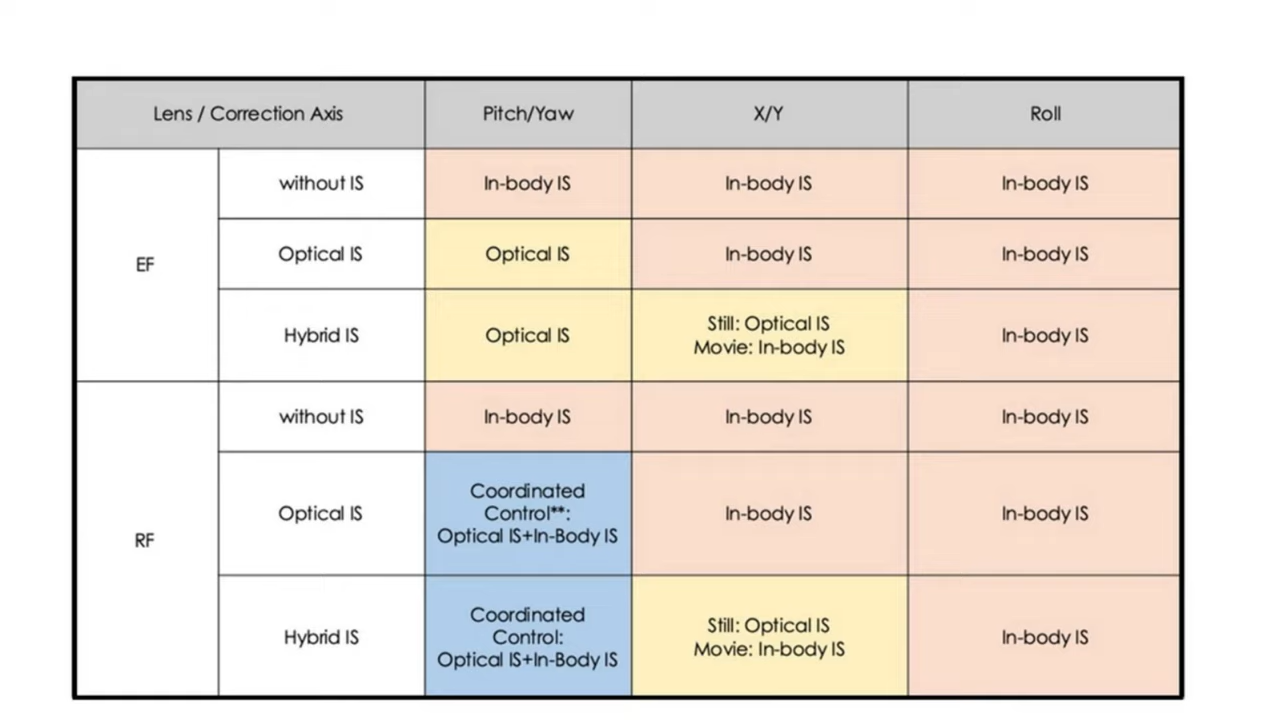 Lens / Correction Axis
Pitch/Yaw
X/Y
Roll
EF
without IS
In-body IS
In-body IS
In-body IS
Optical IS
Optical IS
In-body IS
In-body IS
Hybrid IS
Optical IS
Still: Optical IS
Movie: In-body IS
In-body IS
RF
without IS
In-body IS
In-body IS
In-body IS
Optical IS
Coordinated
Control**:
Optical IS+In-Body IS
In-body IS
In-body IS
Hybrid IS
Coordinated
Control:
Optical IS+In-Body IS
Still: Optical IS
Movie: In-body IS
In-body IS